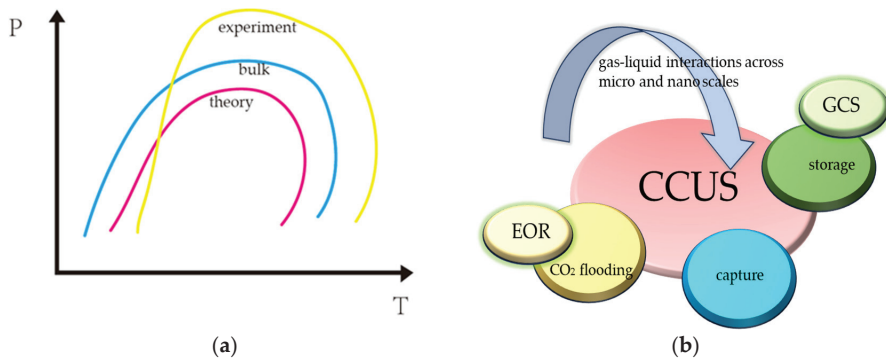 P
experiment
bulk
theory
T
(a)
gas-liquid interactions across
micro and nano scales
GCS
storage
CCUS
EOR
CO₂ flooding
capture
(b)